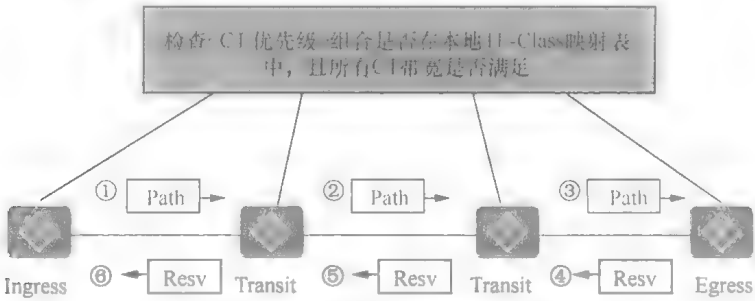 检查 CT 优先级-组合是否在本地TE-Class映射表
中，且所有CT带宽是否满足
① Path
② Path
③ Path
Ingress
⑥ Resv
Transit
⑤ Resv
Transit
④ Resv
Egress